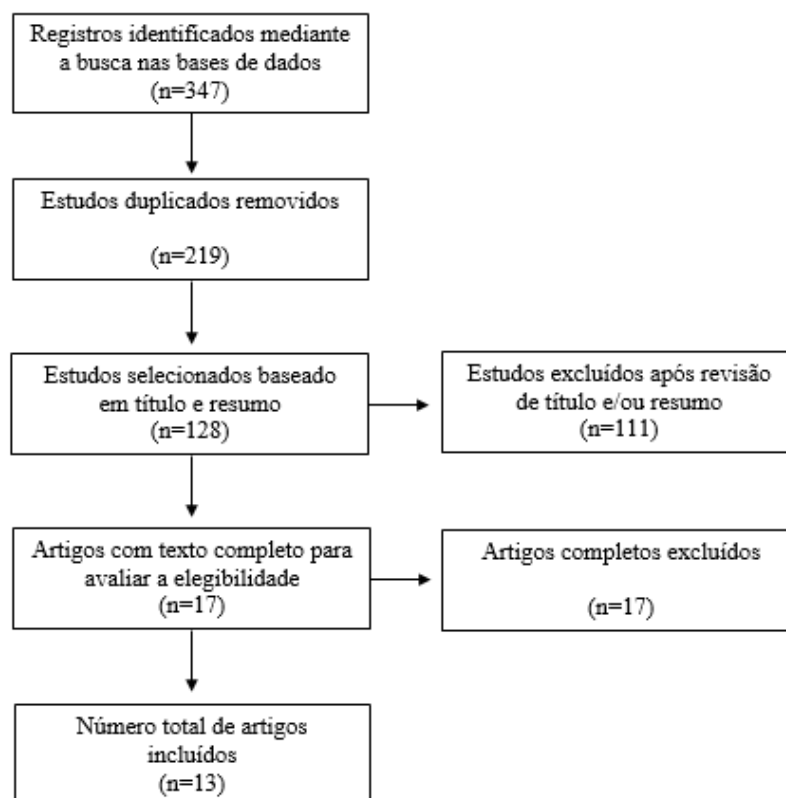 Registros identificados mediante
a busca nas bases de dados
(n=347)
Estudos duplicados removidos
(n=219)
Estudos selecionados baseado
em título e resumo
(n=128)
Estudos excluídos após revisão
de título e/ou resumo
(n=111)
Artigos com texto completo para
avaliar a elegibilidade
(n=17)
Artigos completos excluídos
(n=17)
Número total de artigos
incluídos
(n=13)